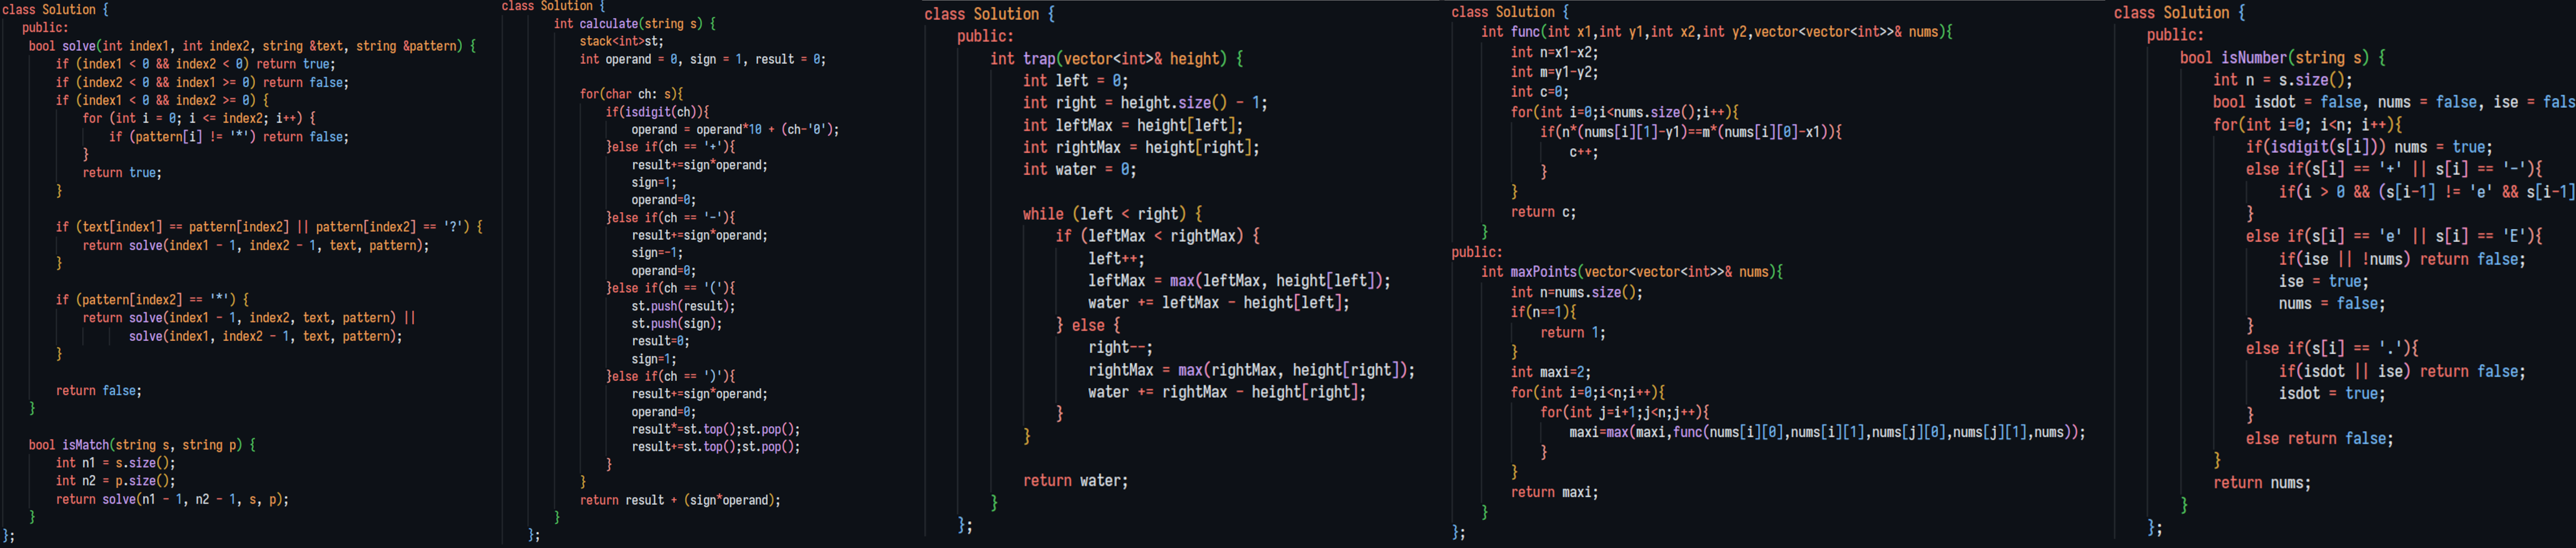 class Solution {
public:
bool solve(int index1, int index2, string &text, string &pattern) {
if (index1 < 0 && index2 < 0) return true;
if (index2 < 0 && index1 >= 0) return false;
if (index1 < 0 && index2 >= 0) {
for (int i = 0; i <= index2; i++) {
if (pattern[i] != '*') return false;
}
return true;
}
if (text[index1] == pattern[index2] || pattern[index2] == '?') {
return solve(index1 - 1, index2 - 1, text, pattern);
}
if (pattern[index2] == '*') {
return solve(index1 - 1, index2, text, pattern) ||
solve(index1, index2 - 1, text, pattern);
}
return false;
}
bool isMatch(string s, string p) {
int n1 = s.size();
int n2 = p.size();
return solve(n1 - 1, n2 - 1, s, p);
}
};
class Solution {
int calculate(string s) {
stack<int>st;
int operand = 0, sign = 1, result = 0;
for(char ch: s){
if(isdigit(ch)){
operand = operand*10 + (ch-'0');
}else if(ch == '+'){
result+=sign*operand;
sign=1;
operand=0;
}else if(ch == '-'){
result+=sign*operand;
sign=-1;
operand=0;
}else if(ch == '('){
st.push(result);
st.push(sign);
result=0;
sign=1;
}else if(ch == ')'){
result+=sign*operand;
operand=0;
result*=st.top();st.pop();
result+=st.top();st.pop();
}
}
return result + (sign*operand);
}
};
class Solution {
public:
int trap(vector<int>& height) {
int left = 0;
int right = height.size() - 1;
int leftMax = height[left];
int rightMax = height[right];
int water = 0;
while (left < right) {
if (leftMax < rightMax) {
left++;
leftMax = max(leftMax, height[left]);
water += leftMax - height[left];
} else {
right--;
rightMax = max(rightMax, height[right]);
water += rightMax - height[right];
}
}
return water;
}
};
class Solution {
int func(int x1,int y1,int x2,int y2,vector<vector<int>>& nums){
int n=x1-x2;
int m=y1-y2;
int c=0;
for(int i=0;i<nums.size();i++){
if(n*(nums[i][1]-y1)==m*(nums[i][0]-x1)){
c++;
}
}
return c;
}
public:
int maxPoints(vector<vector<int>>& nums){
int n=nums.size();
if(n==1){
return 1;
}
int maxi=2;
for(int i=0;i<n;i++){
for(int j=i+1;j<n;j++){
maxi=max(maxi,func(nums[i][0],nums[i][1],nums[j][0],nums[j][1],nums));
}
}
return maxi;
}
};
class Solution {
public:
bool isNumber(string s) {
int n = s.size();
bool isdot = false, nums = false, ise = fals
for(int i=0; i<n; i++){
if(isdigit(s[i])) nums = true;
else if(s[i] == '+' || s[i] == '-'){
if(i > 0 && (s[i-1] != 'e' && s[i-1]
}
else if(s[i] == 'e' || s[i] == 'E'){
if(ise || !nums) return false;
ise = true;
nums = false;
}
else if(s[i] == '.'){
if(isdot || ise) return false;
isdot = true;
}
else return false;
}
return nums;
}
};